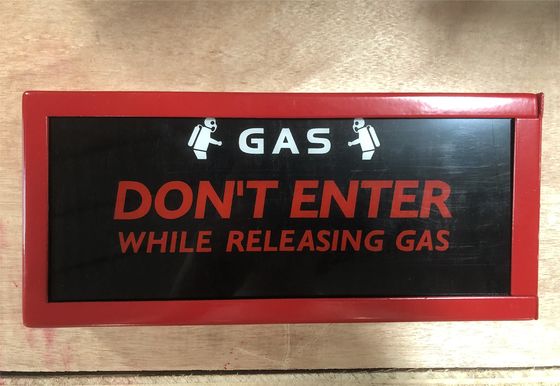 GAS
DON'T ENTER
WHILE RELEASING GAS